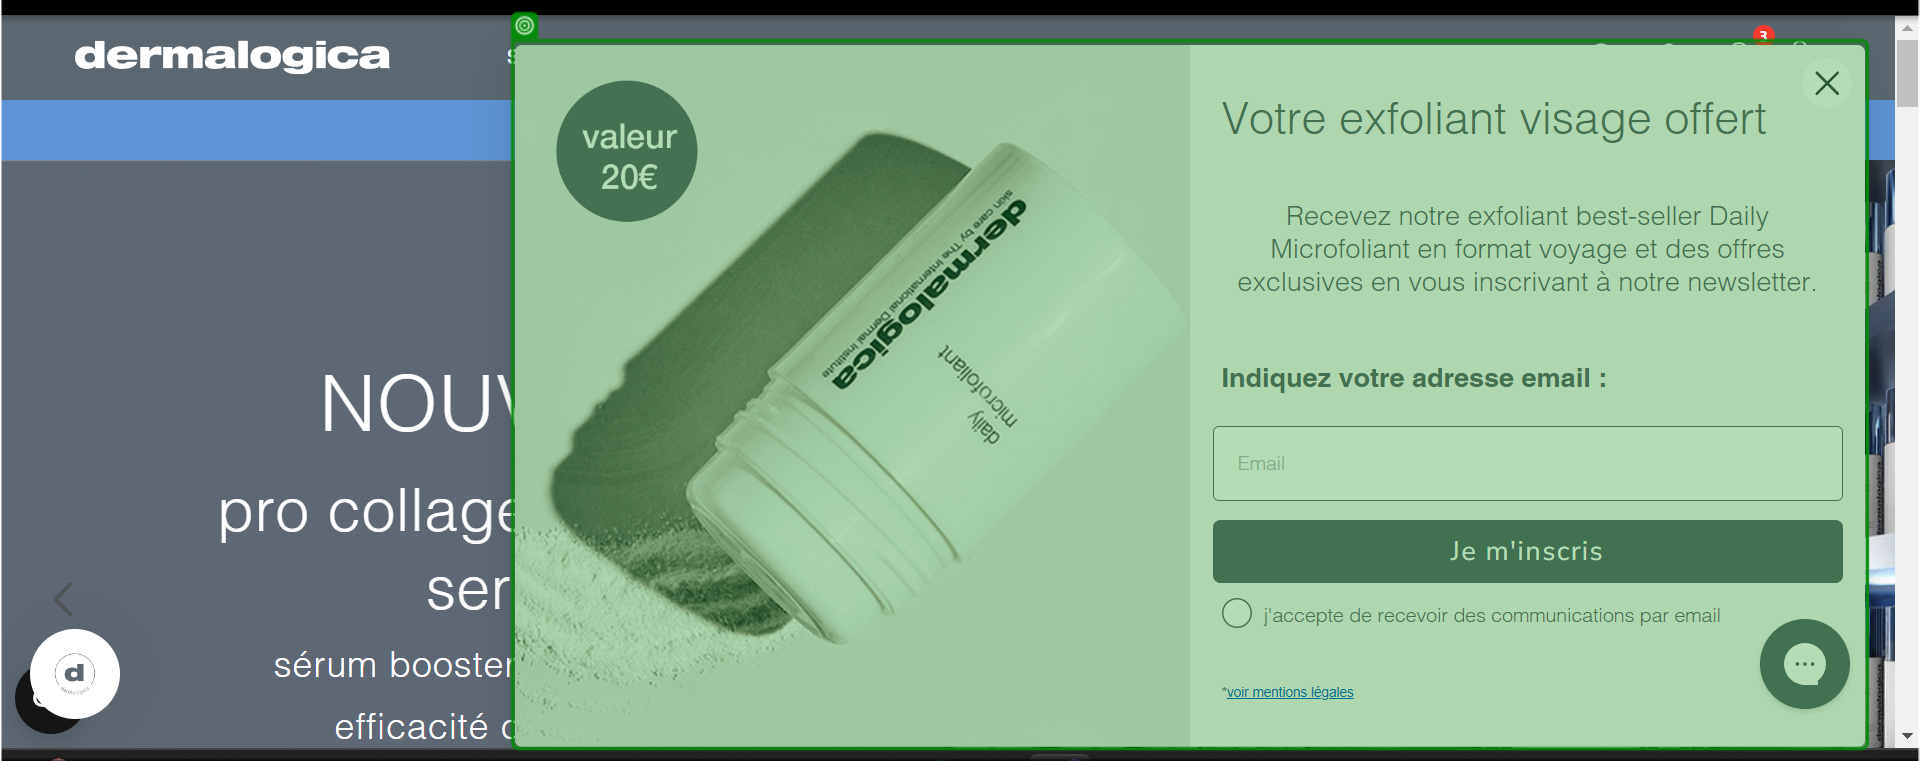 dermalogica
3
NOUV
pro collage
ser
sérum booster
efficacité
d
valeur
20€
dermalogica
skin care by The International Dermal Institute
daily
microfoliant
Votre exfoliant visage offert
Recevez notre exfoliant best-seller Daily
Microfoliant en format voyage et des offres
exclusives en vous inscrivant à notre newsletter.
Indiquez votre adresse email :
Email
Je m'inscris
j'accepte de recevoir des communications par email
*voir mentions légales